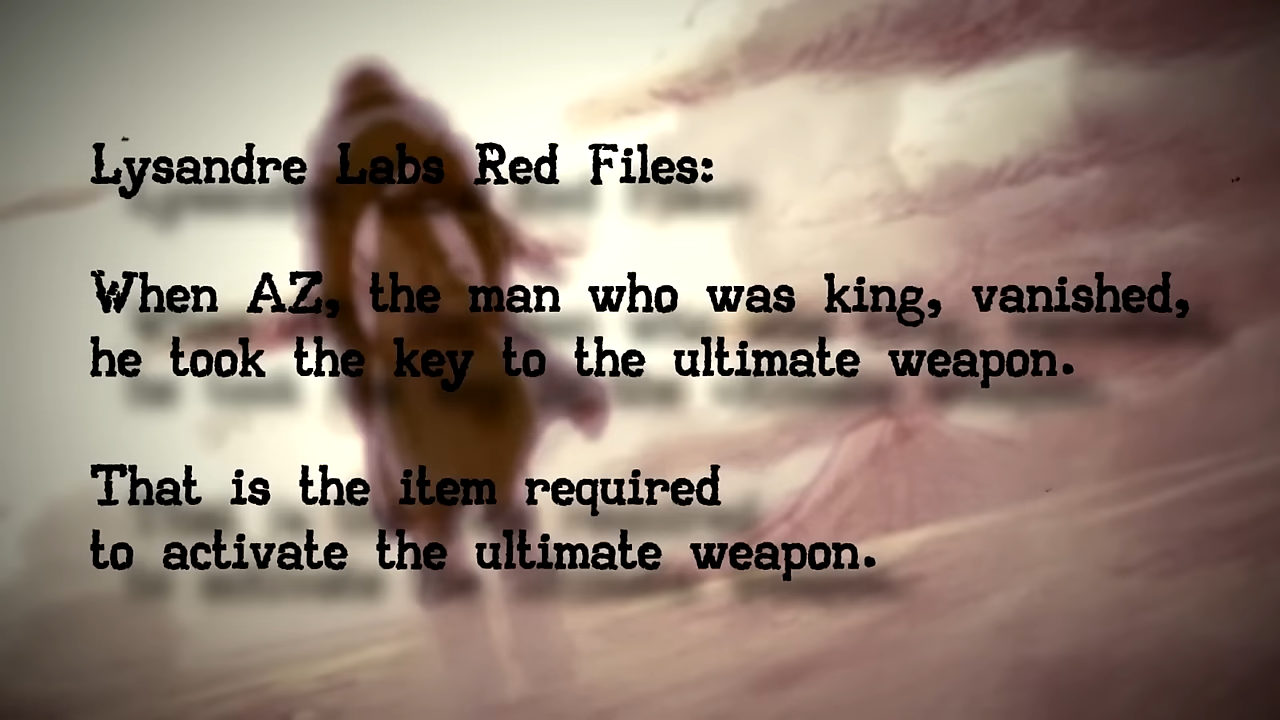 Lysandre Labs Red Files:
When AZ, the man who was king, vanished,
he took the key to the ultimate weapon.
That is the item required
to activate the ultimate weapon.